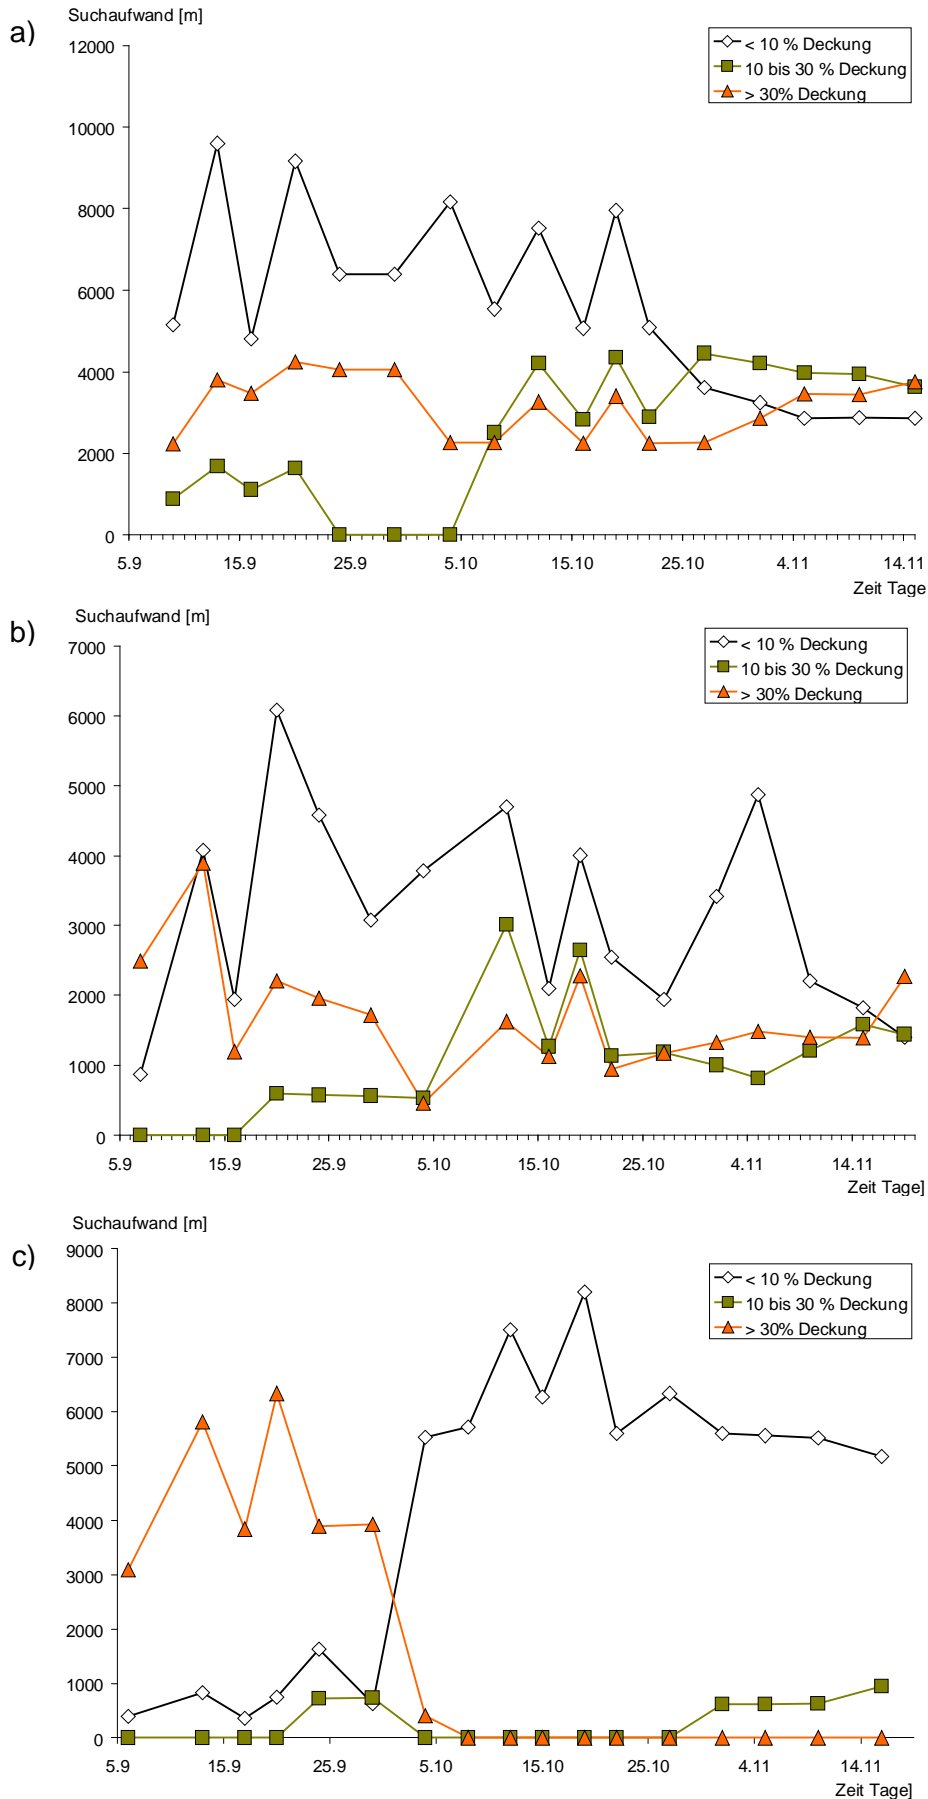 Suchaufwand [m]
a)
< 10 % Deckung
10 bis 30 % Deckung
> 30% Deckung
12000
10000
8000
6000
4000
2000
0
5.9 15.9 25.9 5.10 15.10 25.10 4.11 14.11
Zeit Tage
Suchaufwand [m]
b)
< 10 % Deckung
10 bis 30 % Deckung
> 30% Deckung
7000
6000
5000
4000
3000
2000
1000
0
5.9 15.9 25.9 5.10 15.10 25.10 4.11 14.11
Zeit Tage]
Suchaufwand [m]
c)
< 10 % Deckung
10 bis 30 % Deckung
> 30% Deckung
9000
8000
7000
6000
5000
4000
3000
2000
1000
0
5.9 15.9 25.9 5.10 15.10 25.10 4.11 14.11
Zeit Tage]